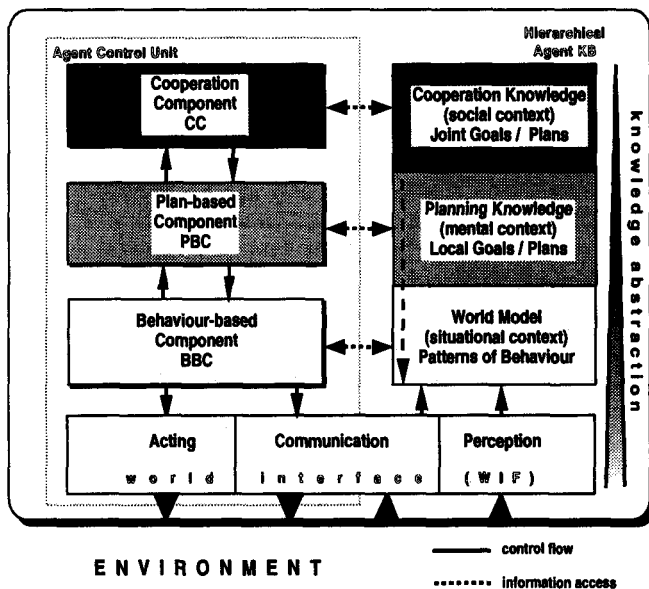 Agent Control Unit
Hierarchical
Agent KB
Cooperation
Component
CC
Cooperation Knowledge
(social context)
Joint Goals / Plans
Plan-based
Component
PBC
Planning Knowledge
(mental context)
Local Goals / Plans
Behaviour-based
Component
BBC
World Model
(situational context)
Patterns of Behaviour
knowledge abstraction
Acting
Communication
Perception
world interface (WIF)
ENVIRONMENT
control flow
information access